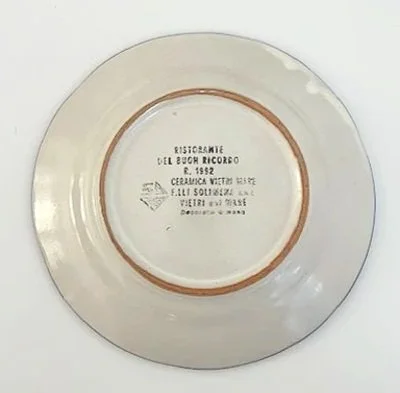 RISTORANTE
DEL BUON RICORDO
R. 1992
CERAMICA VIETRI MARE
F.LLI SOLIMENE s.n.c.
VIETRI sul MARE
Decorato a mano